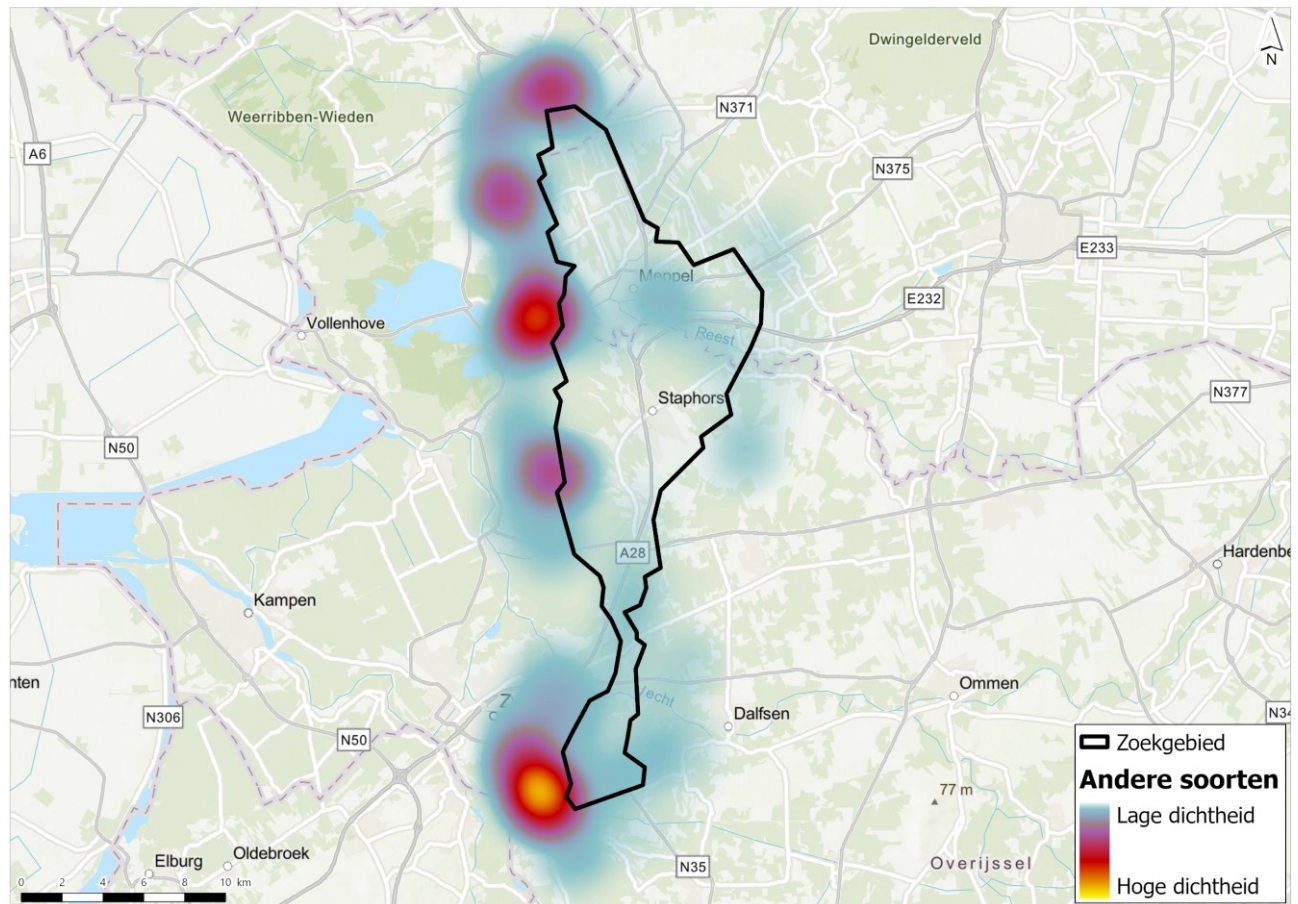 Dwingelderveld
N
N371
Weerribben-Wieden
A6
N375
E233
Meppel
E232
Vollenhove
Reest
N377
Staphors
N50
A28
Hardenbe
Kampen
nten
Vecht
Ommen
N306
Z
Dalfsen
N34
N50
Zoekgebied
Andere soorten
77 m
Lage dichtheid
Elburg
Oldebroek
N35
Overijssel
0 2 4 6 8 10 km
Hoge dichtheid